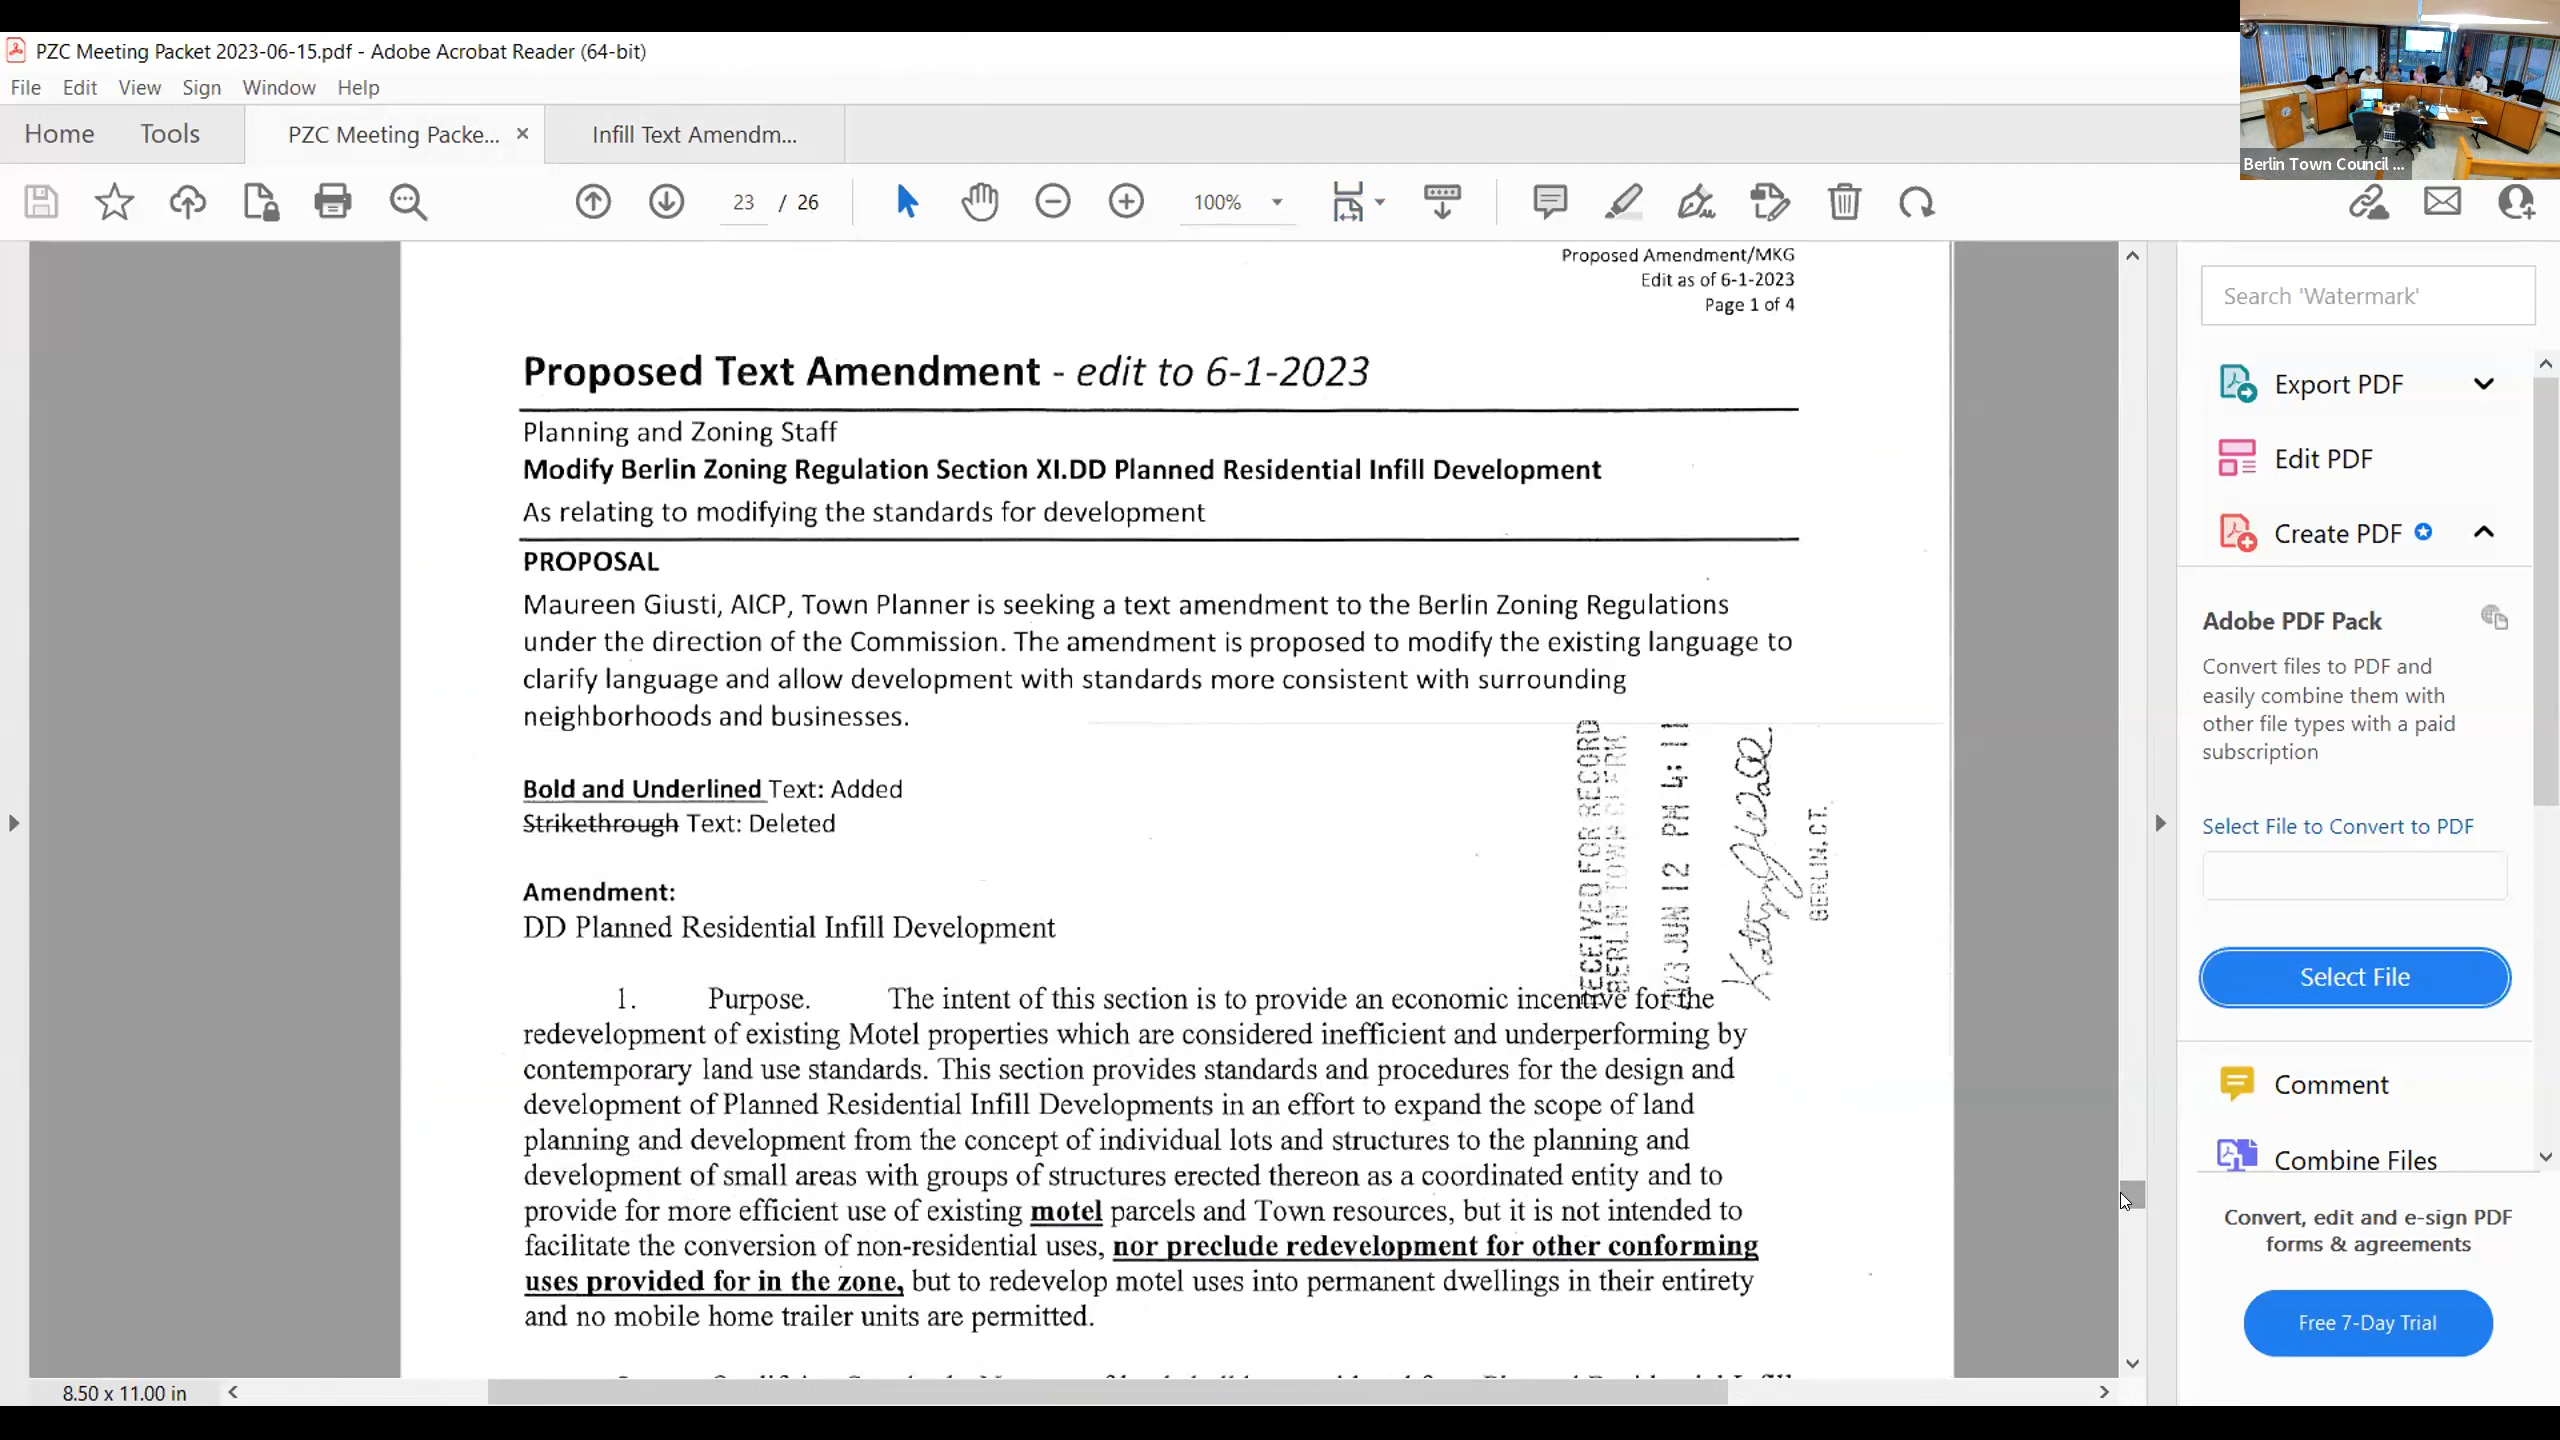 PZC Meeting Packet 2023-06-15.pdf - Adobe Acrobat Reader (64-bit)
File Edit View Sign Window Help
Home Tools PZC Meeting Packe... × Infill Text Amendm...
23 / 26 100%
Berlin Town Council ...
Proposed Amendment/MKG
Edit as of 6-1-2023
Page 1 of 4
Proposed Text Amendment - edit to 6-1-2023
Planning and Zoning Staff
Modify Berlin Zoning Regulation Section XI.DD Planned Residential Infill Development
As relating to modifying the standards for development
PROPOSAL
Maureen Giusti, AICP, Town Planner is seeking a text amendment to the Berlin Zoning Regulations
under the direction of the Commission. The amendment is proposed to modify the existing language to
clarify language and allow development with standards more consistent with surrounding
neighborhoods and businesses.
Bold and Underlined Text: Added
Strikethrough Text: Deleted
RECEIVED FOR RECORD
BERLIN TOWN CLERK
2023 JUN 12 PM 4: 11
BERLIN, CT.
Amendment:
DD Planned Residential Infill Development
1. Purpose. The intent of this section is to provide an economic incentive for the
redevelopment of existing Motel properties which are considered inefficient and underperforming by
contemporary land use standards. This section provides standards and procedures for the design and
development of Planned Residential Infill Developments in an effort to expand the scope of land
planning and development from the concept of individual lots and structures to the planning and
development of small areas with groups of structures erected thereon as a coordinated entity and to
provide for more efficient use of existing motel parcels and Town resources, but it is not intended to
facilitate the conversion of non-residential uses, nor preclude redevelopment for other conforming
uses provided for in the zone, but to redevelop motel uses into permanent dwellings in their entirety
and no mobile home trailer units are permitted.
8.50 x 11.00 in
Search 'Watermark'
Export PDF
Edit PDF
Create PDF
Adobe PDF Pack
Convert files to PDF and
easily combine them with
other file types with a paid
subscription
Select File to Convert to PDF
Select File
Comment
Combine Files
Convert, edit and e-sign PDF
forms & agreements
Free 7-Day Trial